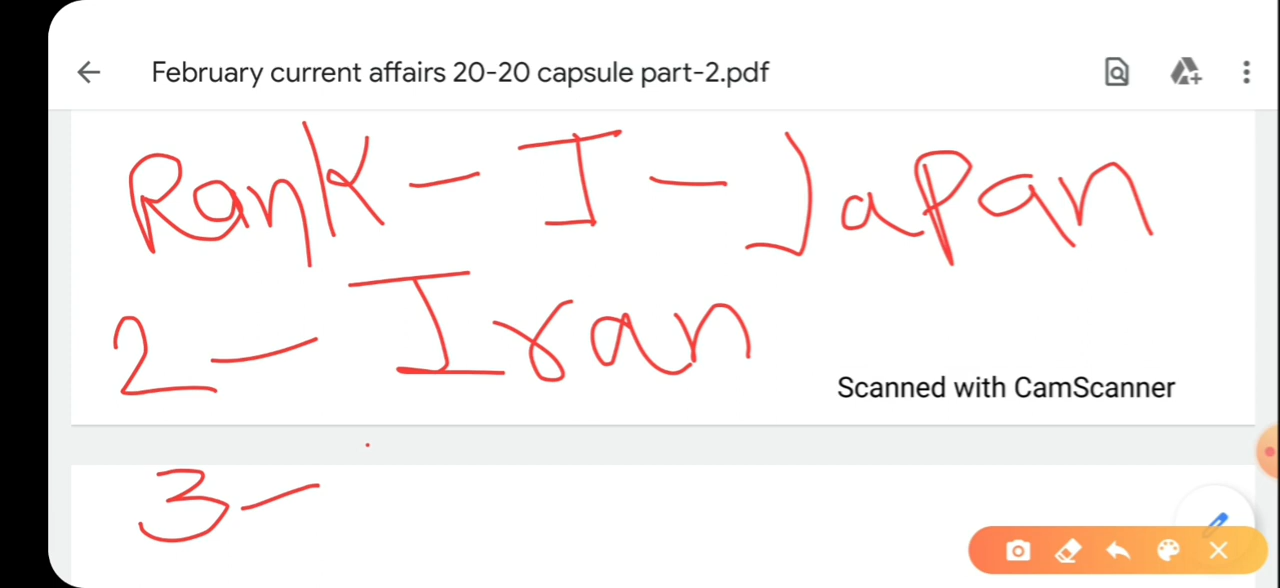 February current affairs 20-20 capsule part-2.pdf
Rank - I - Japan
2 - Iran
Scanned with CamScanner
3 -